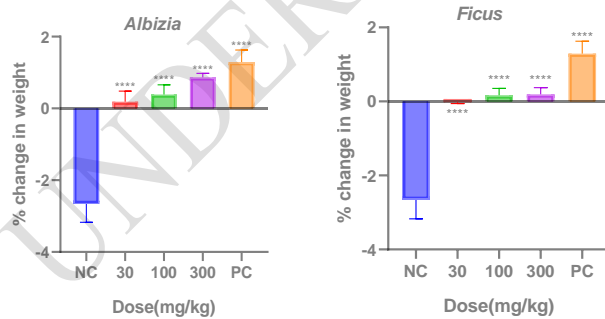 Albizia
% change in weight
2
0
-2
-4
****
****
****
****
NC 30 100 300 PC
Dose(mg/kg)
Ficus
% change in weight
2
0
-2
-4
****
****
****
****
NC 30 100 300 PC
Dose(mg/kg)
UNDER